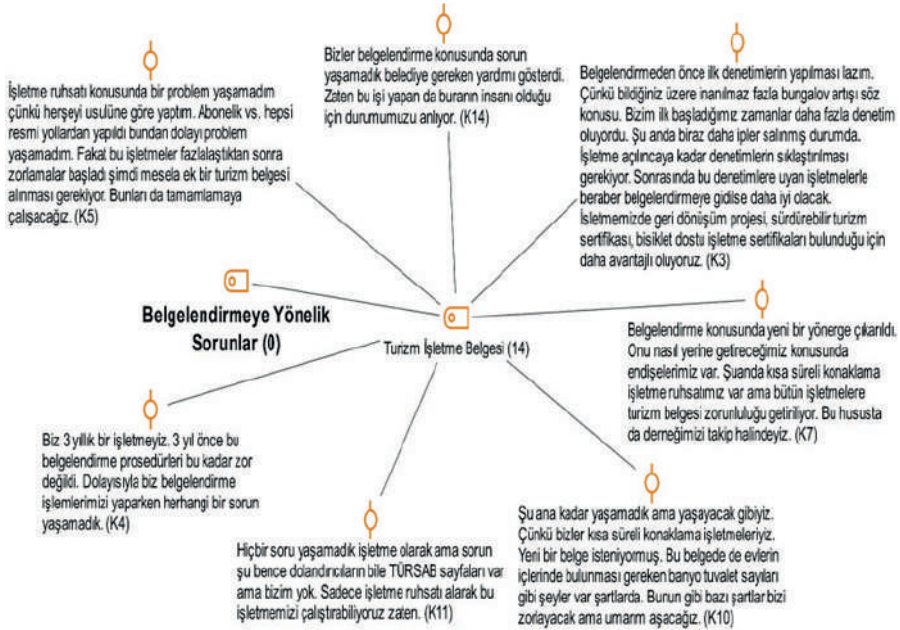 İşletme ruhsatı konusunda bir problem yaşamadım
çünkü herşeyi usulüne göre yaptım. Abonelik vs. hepsi
resmi yollardan yapıldı bundan dolayı problem
yaşamadım. Fakat bu işletmeler fazlalaştıktan sonra
zorlamalar başladı şimdi mesela ek bir turizm belgesi
alınması gerekiyor. Bunları da tamamlamaya
çalışacağız. (K5)
Bizler belgelendirme konusunda sorun
yaşamadık belediye gereken yardımı gösterdi.
Zaten bu işi yapan da buranın insanı olduğu
için durumumuzu anlıyor. (K14)
Belgelendirmeden önce ilk denetimlerin yapılması lazım.
Çünkü bildiğiniz üzere inanılmaz fazla bungalov artışı söz
konusu. Bizim ilk başladığımız zamanlar daha fazla denetim
oluyordu. Şu anda biraz daha ipler salınmış durumda.
İşletme açılıncaya kadar denetimlerin sıklaştırılması
gerekiyor. Sonrasında bu denetimlere uyan işletmelerle
beraber belgelendirmeye gidilse daha iyi olacak.
İşletmemizde geri dönüşüm projesi, sürdürebilir turizm
sertifikası, bisiklet dostu işletme sertifikaları bulunduğu için
daha avantajlı oluyoruz. (K3)
Belgelendirmeye Yönelik
Sorunlar (0)
Turizm İşletme Belgesi (14)
Belgelendirme konusunda yeni bir yönerge çıkarıldı.
Onu nasıl yerine getireceğimiz konusunda
endişelerimiz var. Şuanda kısa süreli konaklama
işletme ruhsatımız var ama bütün işletmelere
turizm belgesi zorunluluğu getiriliyor. Bu hususta
da derneğimizi takip halindeyiz. (K7)
Biz 3 yıllık bir işletmeyiz. 3 yıl önce bu
belgelendirme prosedürleri bu kadar zor
değildi. Dolayısıyla biz belgelendirme
işlemlerimizi yaparken herhangi bir sorun
yaşamadık. (K4)
Hiçbir soru yaşamadık işletme olarak ama sorun
şu bence dolandırıcıların bile TÜRSAB sayfaları var
ama bizim yok. Sadece işletme ruhsatı alarak bu
işletmemizi çalıştırabiliyoruz zaten. (K11)
Şu ana kadar yaşamadık ama yaşayacak gibiyiz.
Çünkü bizler kısa süreli konaklama işletmeleriyiz.
Yeni bir belge isteniyormuş. Bu belgede de evlerin
içlerinde bulunması gereken banyo tuvalet sayıları
gibi şeyler var şartlarda. Bunun gibi bazı şartlar bizi
zorlayacak ama umarım aşacağız. (K10)